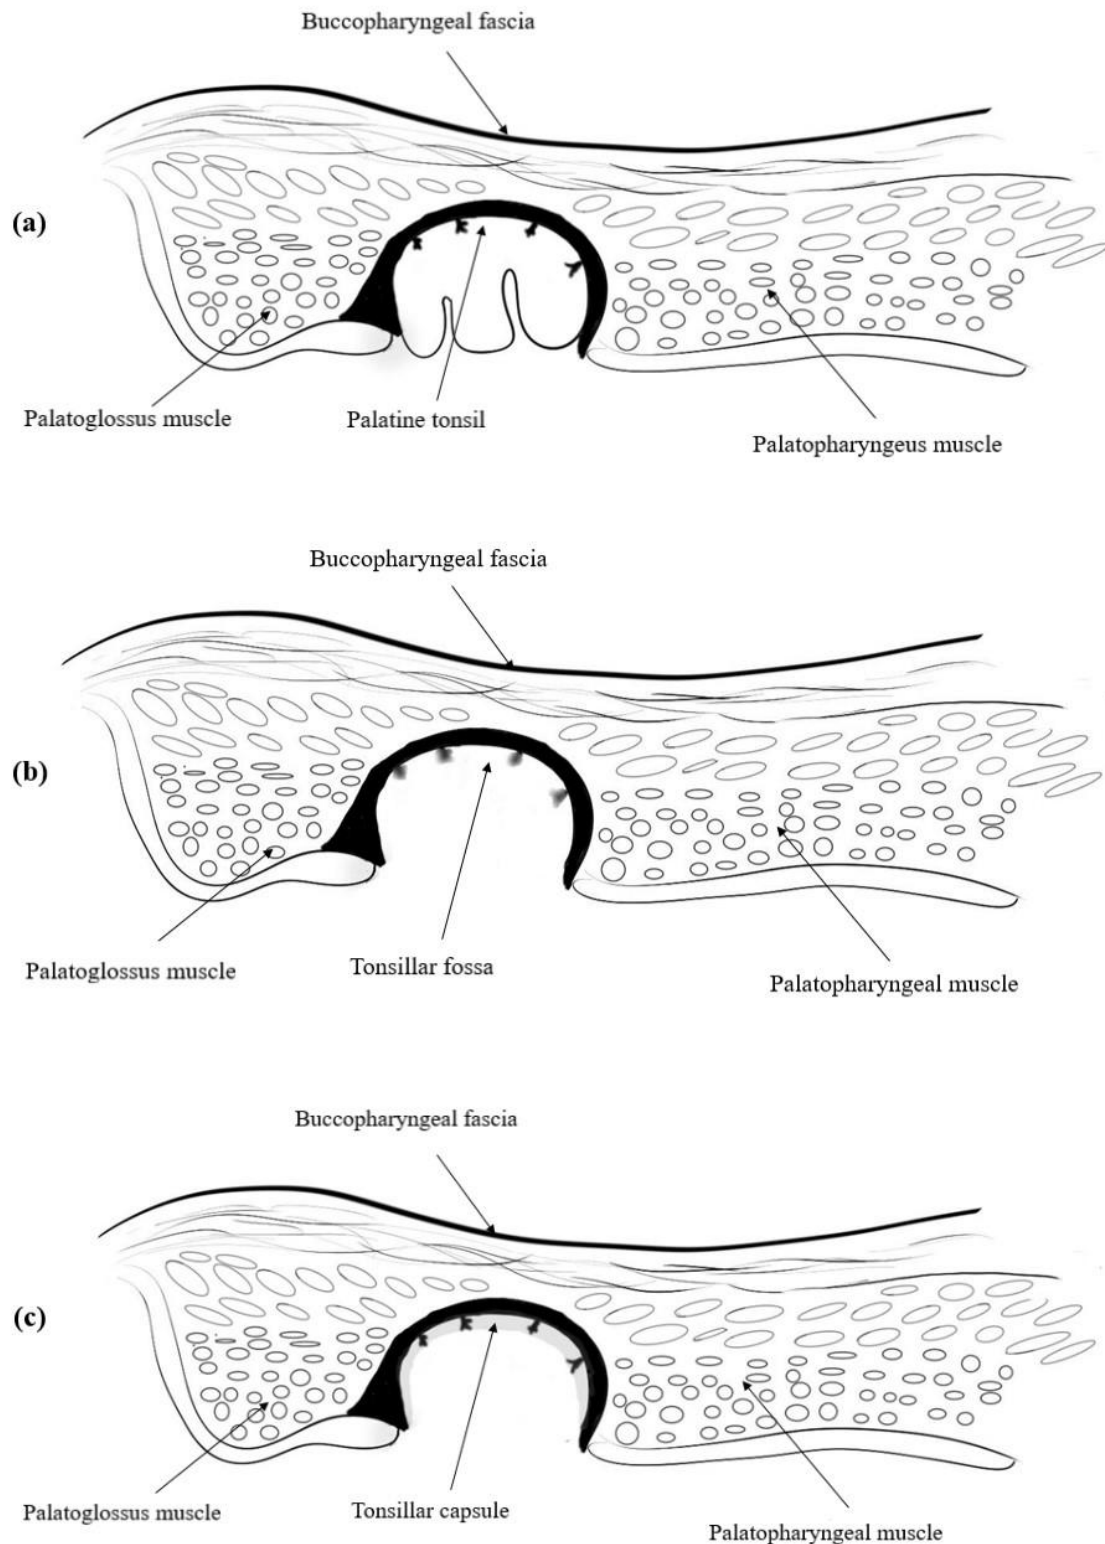 Buccopharyngeal fascia
(a)
Palatoglossus muscle
Palatine tonsil
Palatopharyngeus muscle
Buccopharyngeal fascia
(b)
Palatoglossus muscle
Tonsillar fossa
Palatopharyngeal muscle
Buccopharyngeal fascia
(c)
Palatoglossus muscle
Tonsillar capsule
Palatopharyngeal muscle